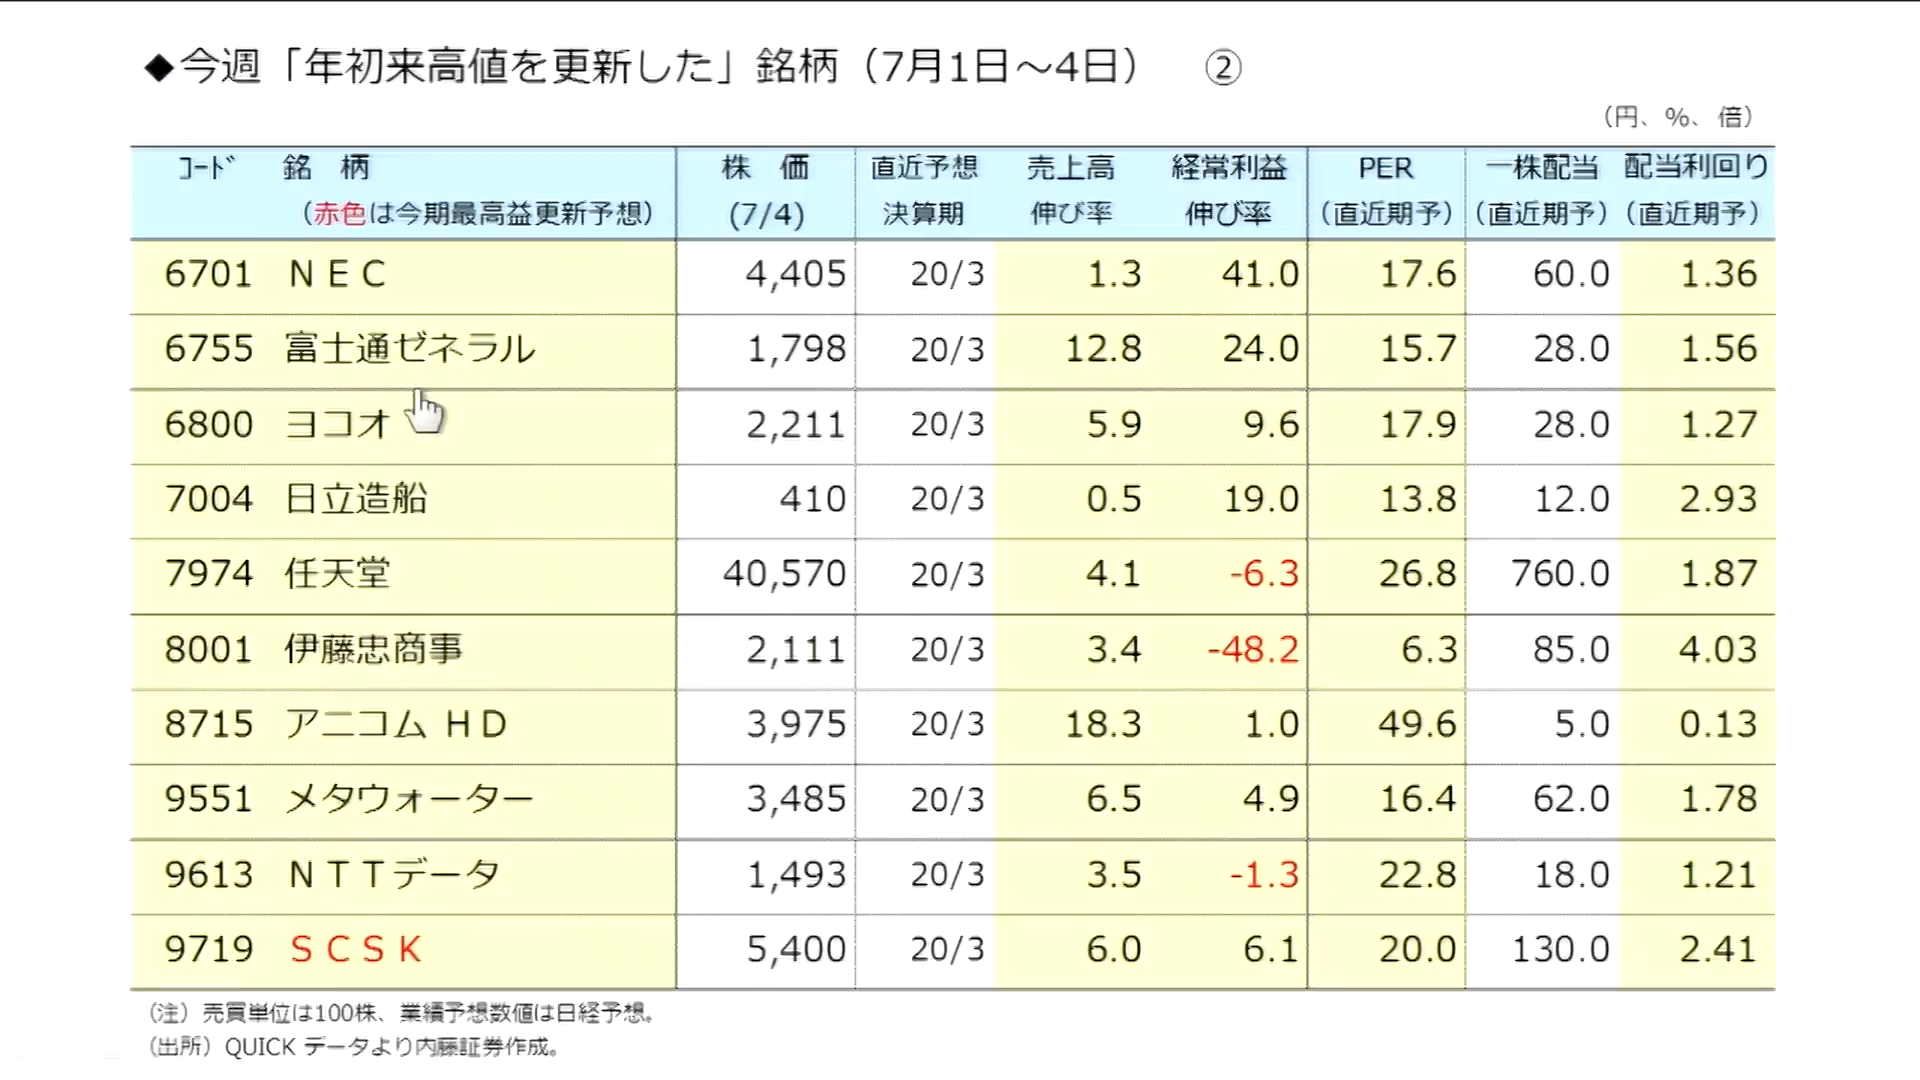 ◆今週「年初来高値を更新した」銘柄（7月1日～4日） ②
（円、%、倍）
ｺｰﾄﾞ 銘 柄 株 価 直近予想 売上高 経常利益 PER 一株配当 配当利回り
（赤色は今期最高益更新予想） (7/4) 決算期 伸び率 伸び率 （直近期予） （直近期予） （直近期予）
6701 ＮＥＣ 4,405 20/3 1.3 41.0 17.6 60.0 1.36
6755 富士通ゼネラル 1,798 20/3 12.8 24.0 15.7 28.0 1.56
6800 ヨコオ 2,211 20/3 5.9 9.6 17.9 28.0 1.27
7004 日立造船 410 20/3 0.5 19.0 13.8 12.0 2.93
7974 任天堂 40,570 20/3 4.1 -6.3 26.8 760.0 1.87
8001 伊藤忠商事 2,111 20/3 3.4 -48.2 6.3 85.0 4.03
8715 アニコム ＨＤ 3,975 20/3 18.3 1.0 49.6 5.0 0.13
9551 メタウォーター 3,485 20/3 6.5 4.9 16.4 62.0 1.78
9613 ＮＴＴデータ 1,493 20/3 3.5 -1.3 22.8 18.0 1.21
9719 ＳＣＳＫ 5,400 20/3 6.0 6.1 20.0 130.0 2.41
（注）売買単位は100株、業績予想数値は日経予想。
（出所）QUICK データより内藤証券作成。